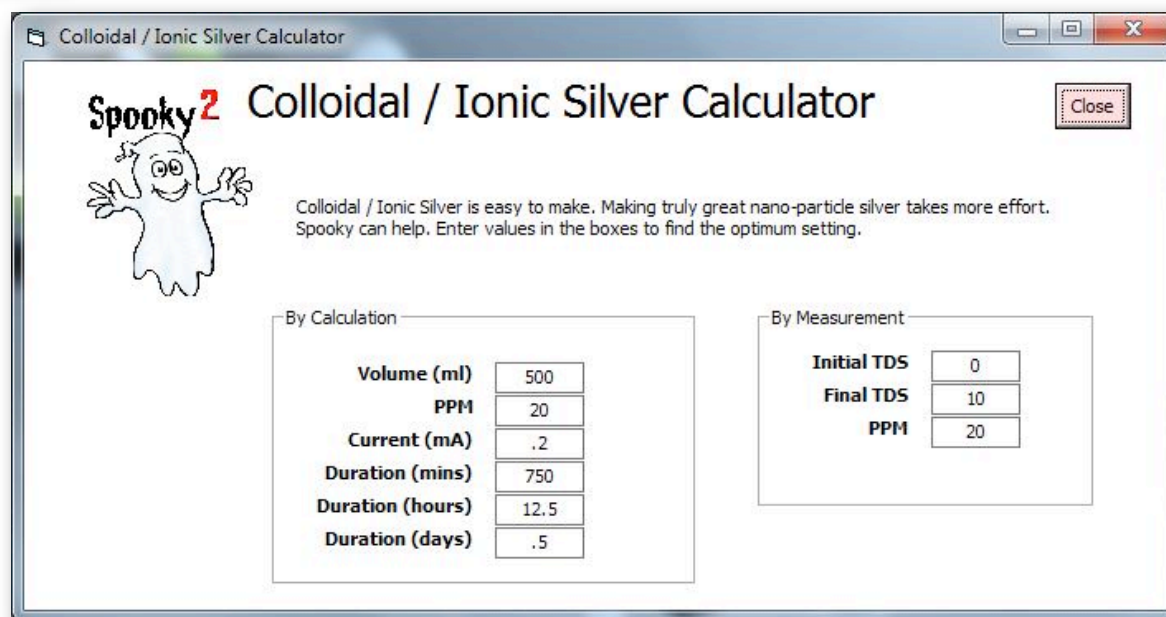 Colloidal / Ionic Silver Calculator
Spooky2 Colloidal / Ionic Silver Calculator
Close
Colloidal / Ionic Silver is easy to make. Making truly great nano-particle silver takes more effort.
Spooky can help. Enter values in the boxes to find the optimum setting.
By Calculation
Volume (ml) 500
PPM 20
Current (mA) .2
Duration (mins) 750
Duration (hours) 12.5
Duration (days) .5
By Measurement
Initial TDS 0
Final TDS 10
PPM 20